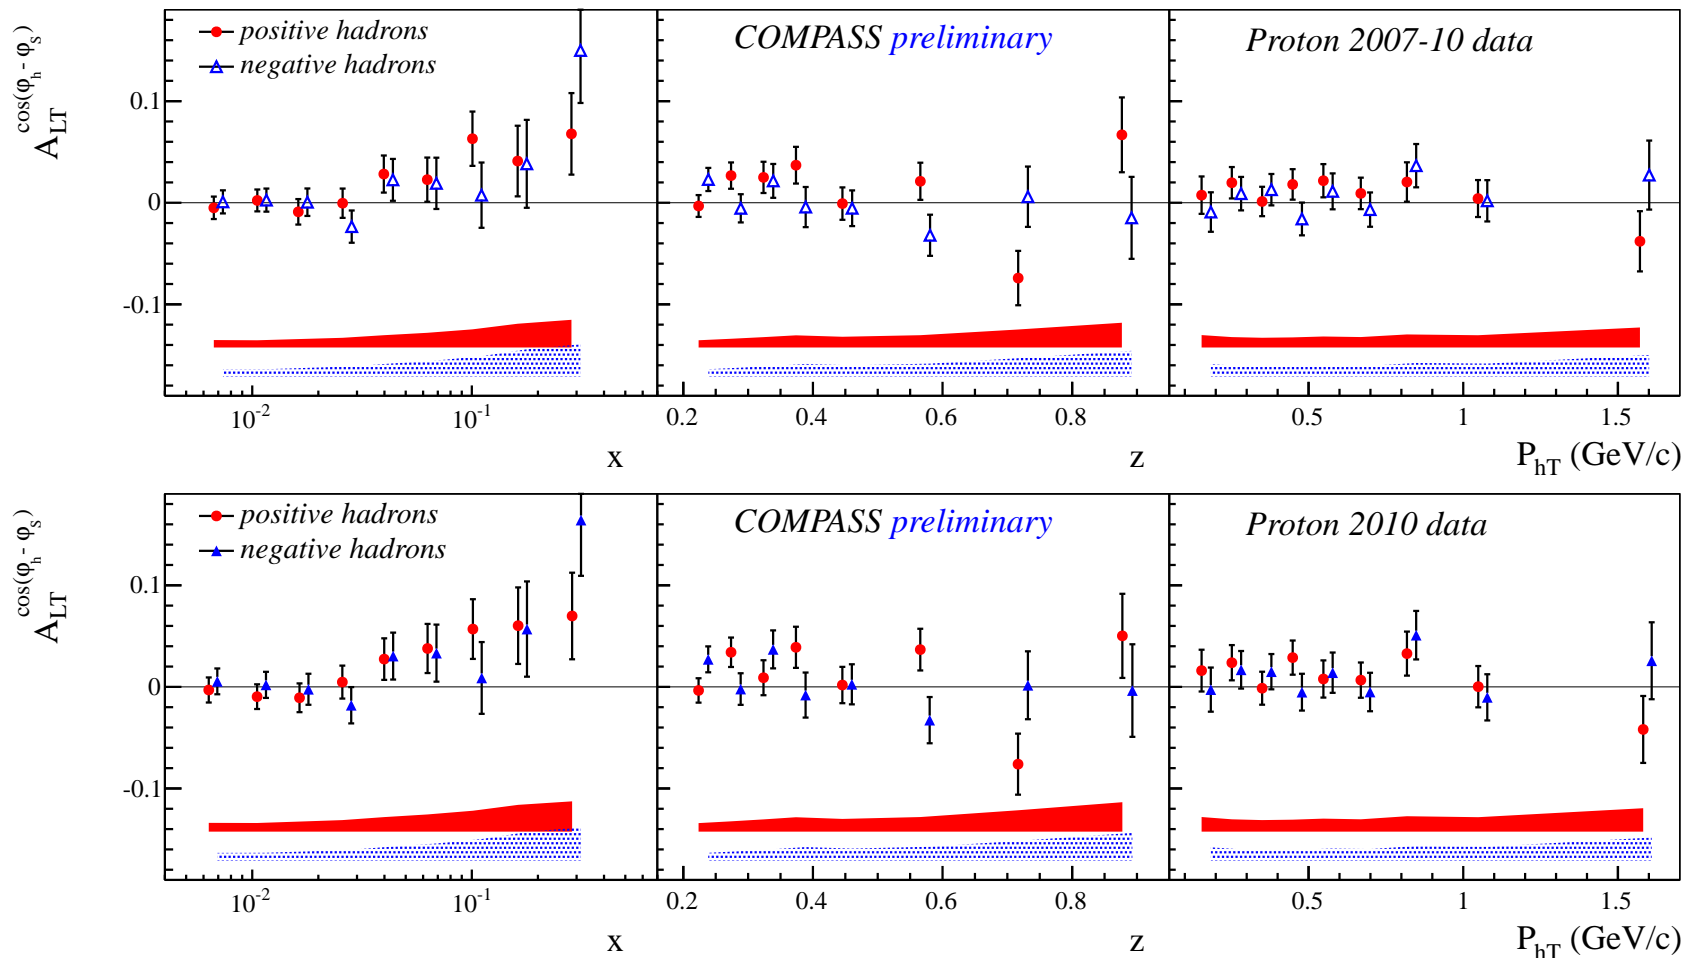 positive hadrons
negative hadrons
COMPASS preliminary
Proton 2007-10 data
A_LT^cos(φ_h - φ_s)
0.1
0
-0.1
10^-2 10^-1
0.2 0.4 0.6 0.8
0.5 1 1.5
x
z
P_hT (GeV/c)
positive hadrons
negative hadrons
COMPASS preliminary
Proton 2010 data
A_LT^cos(φ_h - φ_s)
0.1
0
-0.1
10^-2 10^-1
0.2 0.4 0.6 0.8
0.5 1 1.5
x
z
P_hT (GeV/c)